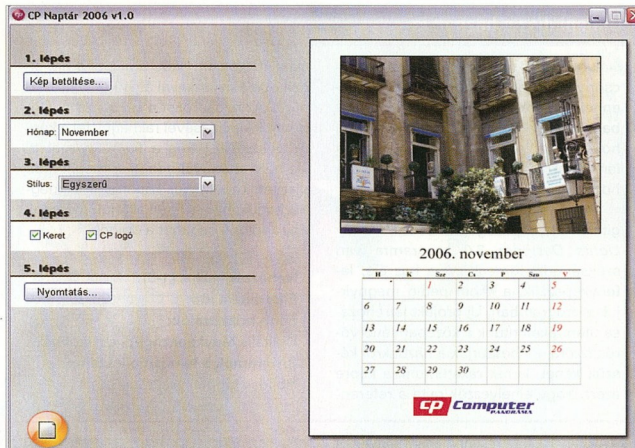 CP Naptár 2006 v1.0
1. lépés
Kép betöltése...
2. lépés
Hónap: November
3. lépés
Stílus: Egyszerű
4. lépés
Keret CP logó
5. lépés
Nyomtatás...
2006. november
H K Sze Cs P Szo V
1 2 3 4 5
6 7 8 9 10 11 12
13 14 15 16 17 18 19
20 21 22 23 24 25 26
27 28 29 30
CP Computer
PANORÁMA